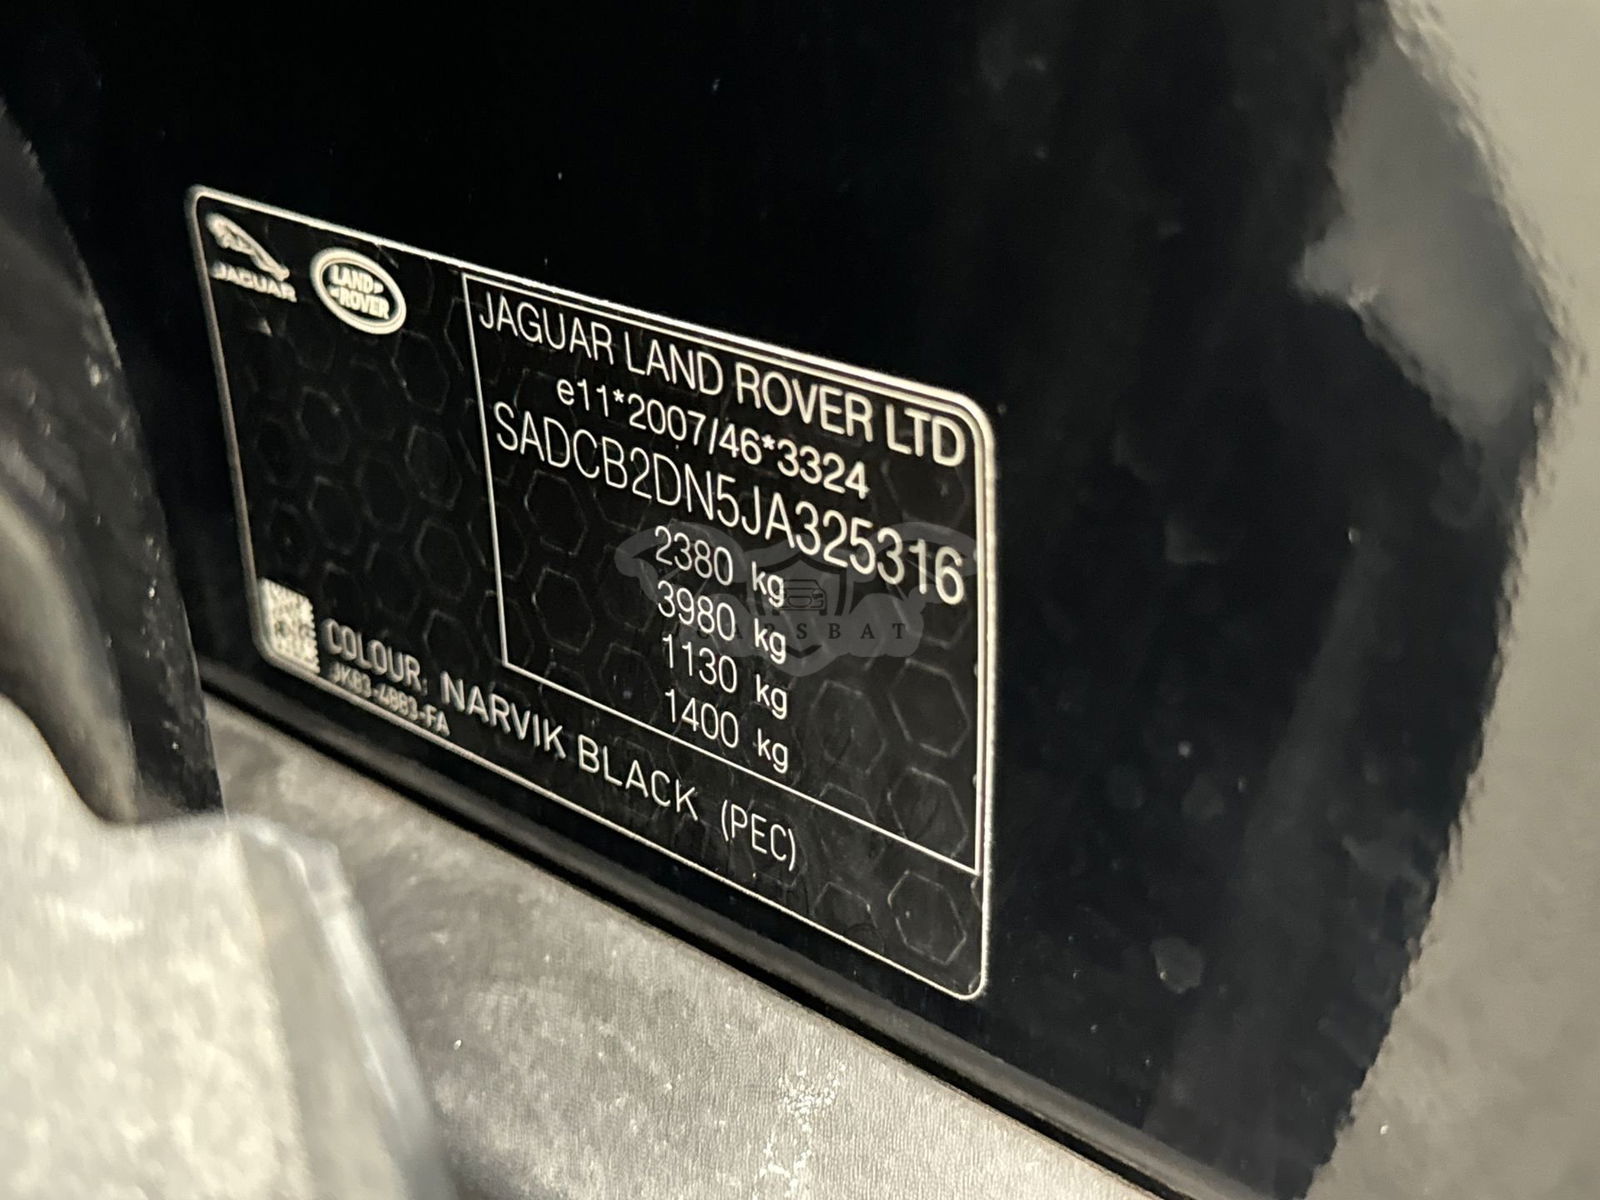 JAGUAR
LAND
ROVER
JAGUAR LAND ROVER LTD
e11*2007/46*3324
SADCB2DN5JA325316
2380 kg
3980 kg
1130 kg
1400 kg
CARSBAT
COLOUR: NARVIK BLACK (PEC)
JK83-4883-FA